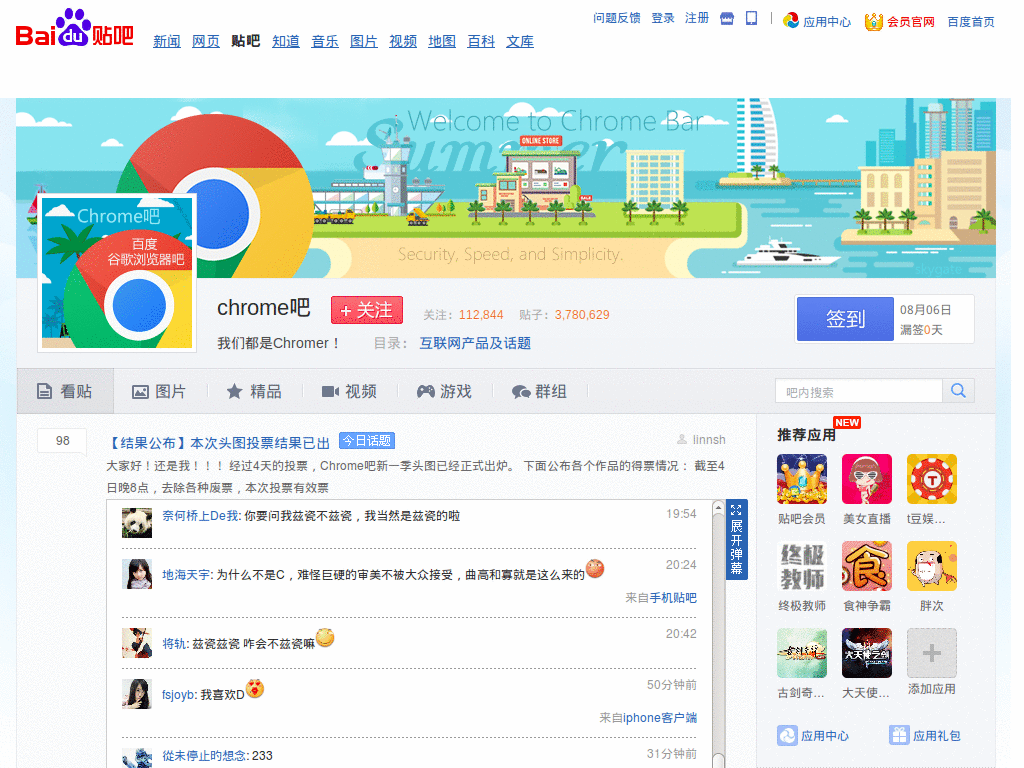 Bai du 贴吧
新闻 网页 贴吧 知道 音乐 图片 视频 地图 百科 文库
问题反馈 登录 注册 应用中心 会员官网 百度首页
Welcome to Chrome Bar
Summer
ONLINE STORE
Security, Speed, and Simplicity.
skygate
Chrome吧
百度
谷歌浏览器吧
chrome吧 + 关注 关注: 112,844 贴子: 3,780,629
我们都是Chromer！ 目录： 互联网产品及话题
签到 08月06日
漏签0天
看贴 图片 精品 视频 游戏 群组 吧内搜索
98 【结果公布】本次头图投票结果已出 今日话题 linnsh
大家好！还是我！！！ 经过4天的投票，Chrome吧新一季头图已经正式出炉。 下面公布各个作品的得票情况： 截至4
日晚8点，去除各种废票，本次投票有效票
奈何桥上De我: 你要问我兹瓷不兹瓷，我当然是兹瓷的啦 19:54
地海天宇: 为什么不是C，难怪巨硬的审美不被大众接受，曲高和寡就是这么来的 20:24
来自手机贴吧
将轨: 兹瓷兹瓷 咋会不兹瓷嘛 20:42
fsjoyb: 我喜欢D 50分钟前
来自iphone客户端
從未停止旳想念: 233 31分钟前
展开弹幕
推荐应用 NEW
贴吧会员 美女直播 t豆娱...
终极
教师
食
终极教师 食神争霸 胖次
古剑奇... 大天使... 添加应用
应用中心 应用礼包